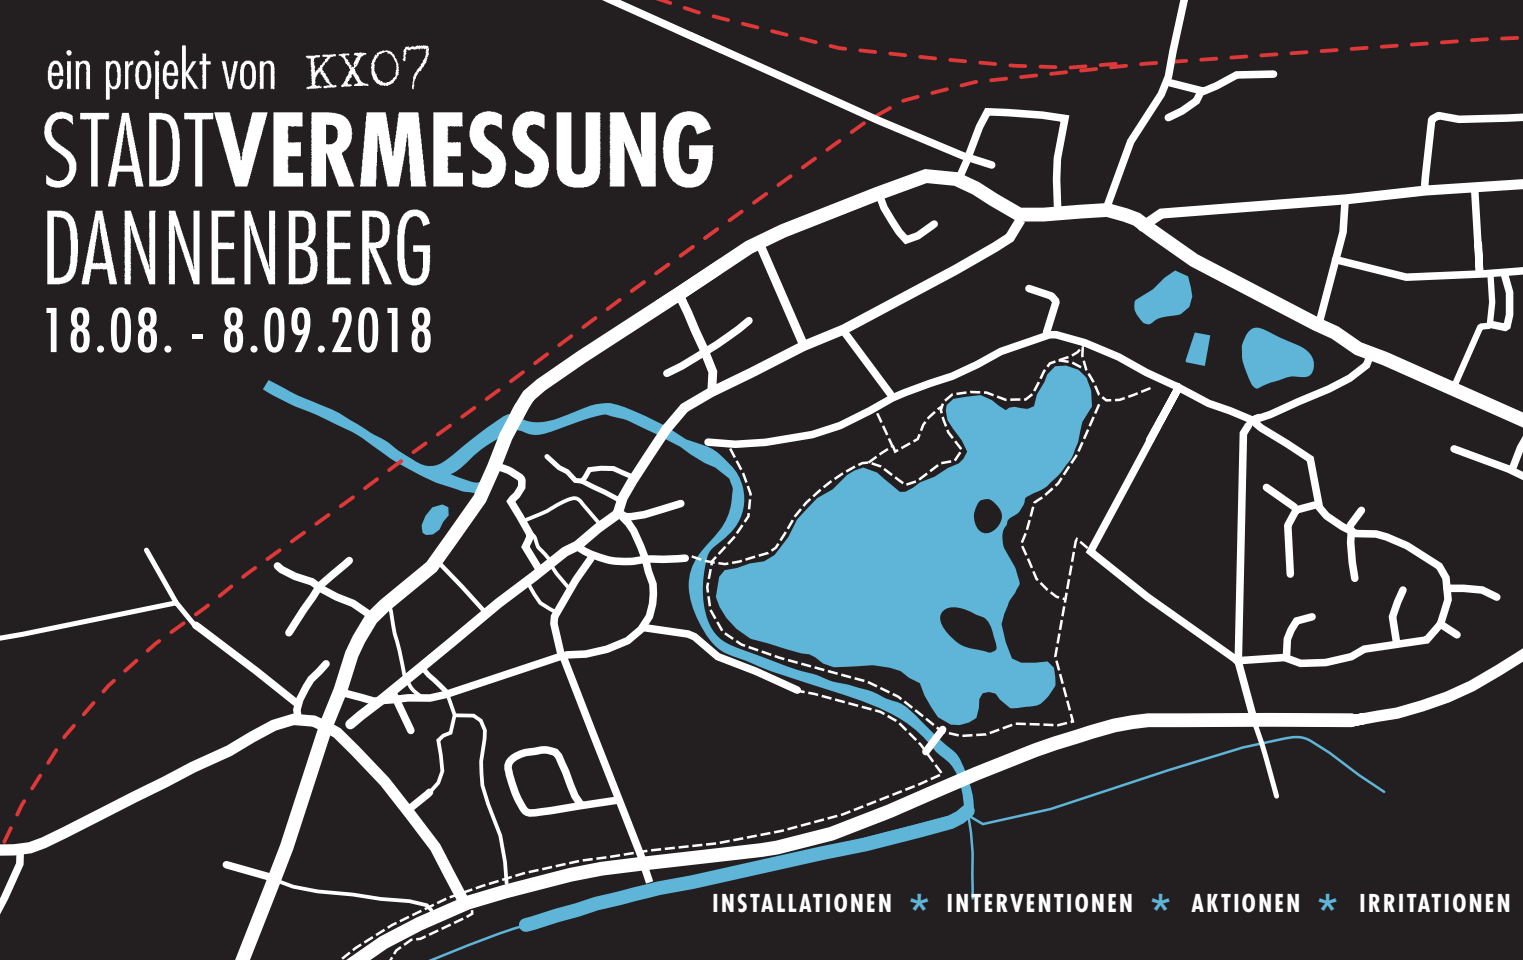 ein projekt von KX07
STADTVERMESSUNG
DANNENBERG
18.08. - 8.09.2018
INSTALLATIONEN * INTERVENTIONEN * AKTIONEN * IRRITATIONEN